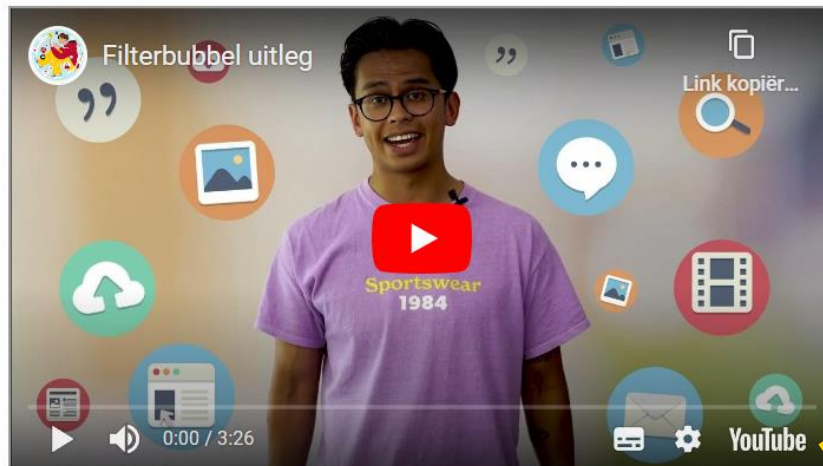 Filterbubbel uitleg
Link kopiër...
Sportswear
1984
0:00 / 3:26
YouTube